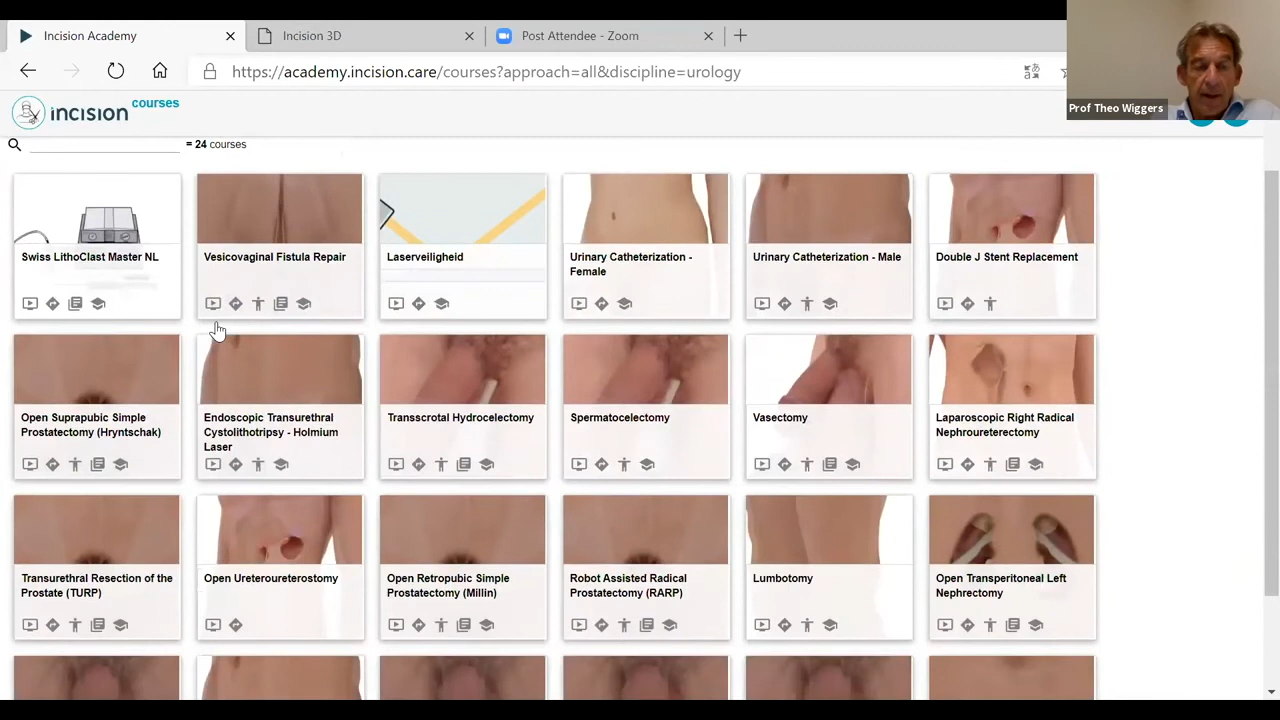 Incision Academy
Incision 3D
Post Attendee - Zoom
https://academy.incision.care/courses?approach=all&discipline=urology
Prof Theo Wiggers
incision courses
= 24 courses
Swiss LithoClast Master NL
Vesicovaginal Fistula Repair
Laserveiligheid
Urinary Catheterization -
Female
Urinary Catheterization - Male
Double J Stent Replacement
Open Suprapubic Simple
Prostatectomy (Hryntschak)
Endoscopic Transurethral
Cystolithotripsy - Holmium
Laser
Transscrotal Hydrocelectomy
Spermatocelectomy
Vasectomy
Laparoscopic Right Radical
Nephroureterectomy
Transurethral Resection of the
Prostate (TURP)
Open Ureteroureterostomy
Open Retropubic Simple
Prostatectomy (Millin)
Robot Assisted Radical
Prostatectomy (RARP)
Lumbotomy
Open Transperitoneal Left
Nephrectomy